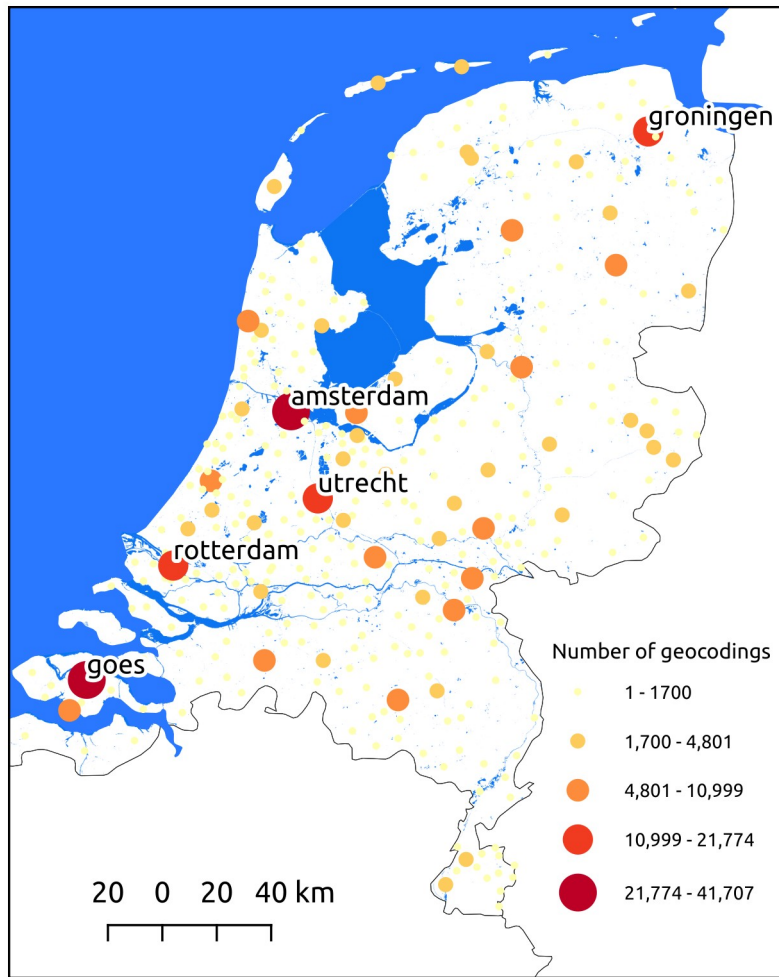 groningen
amsterdam
utrecht
rotterdam
goes
Number of geocodings
1 - 1700
1,700 - 4,801
4,801 - 10,999
10,999 - 21,774
21,774 - 41,707
20 0 20 40 km